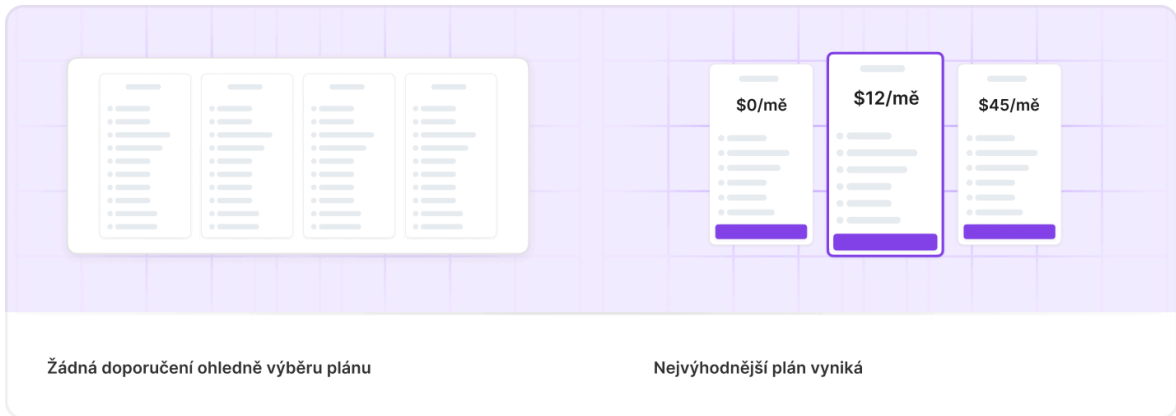 $0/mě
$12/mě
$45/mě
Žádná doporučení ohledně výběru plánu
Nejvýhodnější plán vyniká